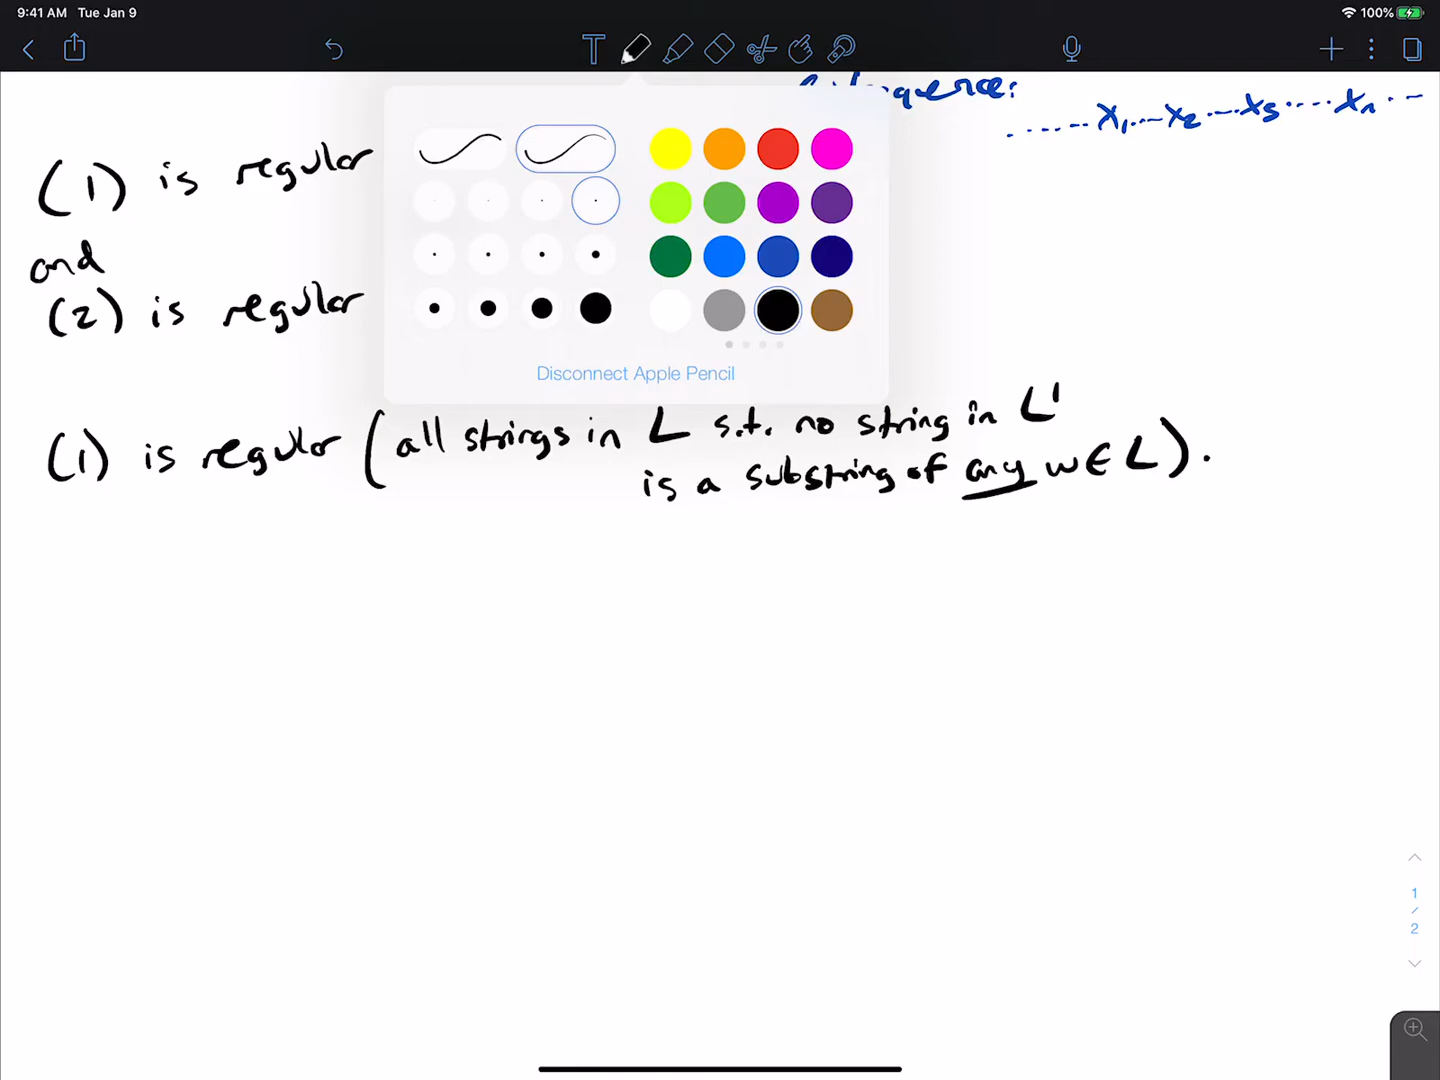 9:41 AM Tue Jan 9
100%
(1) is regular
x₁ ... x₂ ... x₃ .... xₙ
and
(2) is regular
Disconnect Apple Pencil
(1) is regular (all strings in L s.t. no string in L'
is a substring of any w ∈ L).
1
/
2